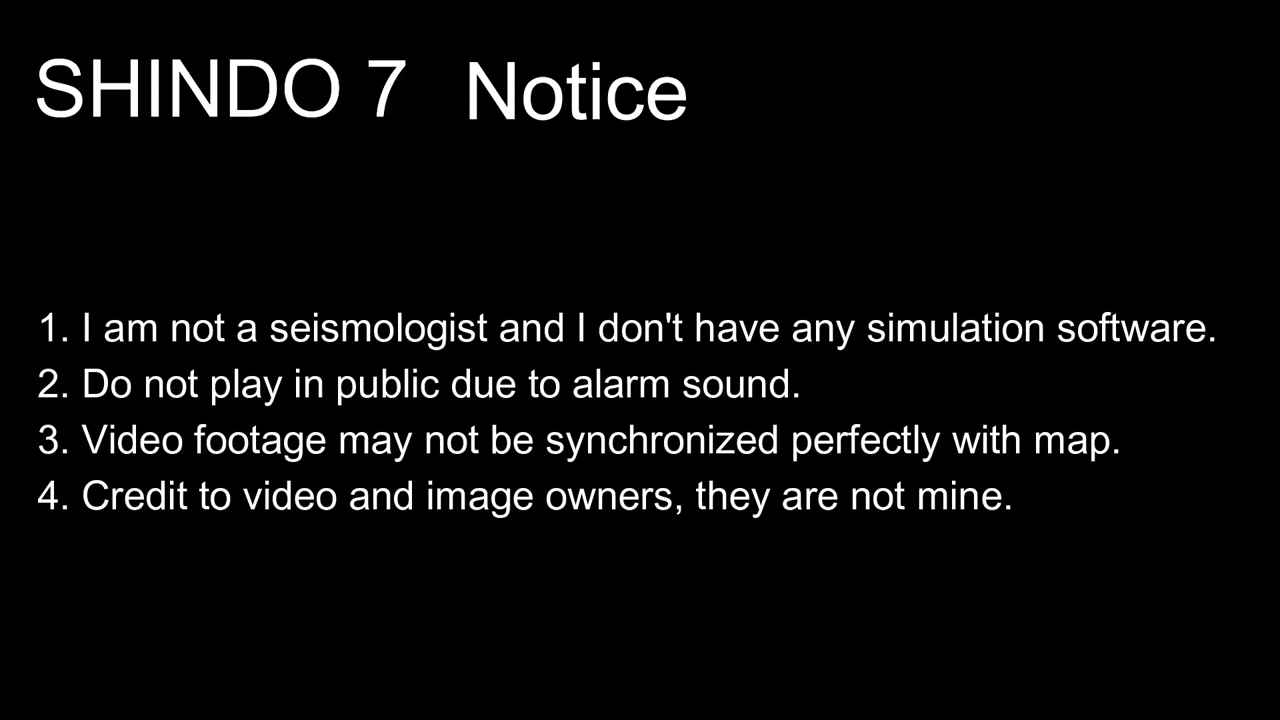 SHINDO 7 Notice
1. I am not a seismologist and I don't have any simulation software.
2. Do not play in public due to alarm sound.
3. Video footage may not be synchronized perfectly with map.
4. Credit to video and image owners, they are not mine.